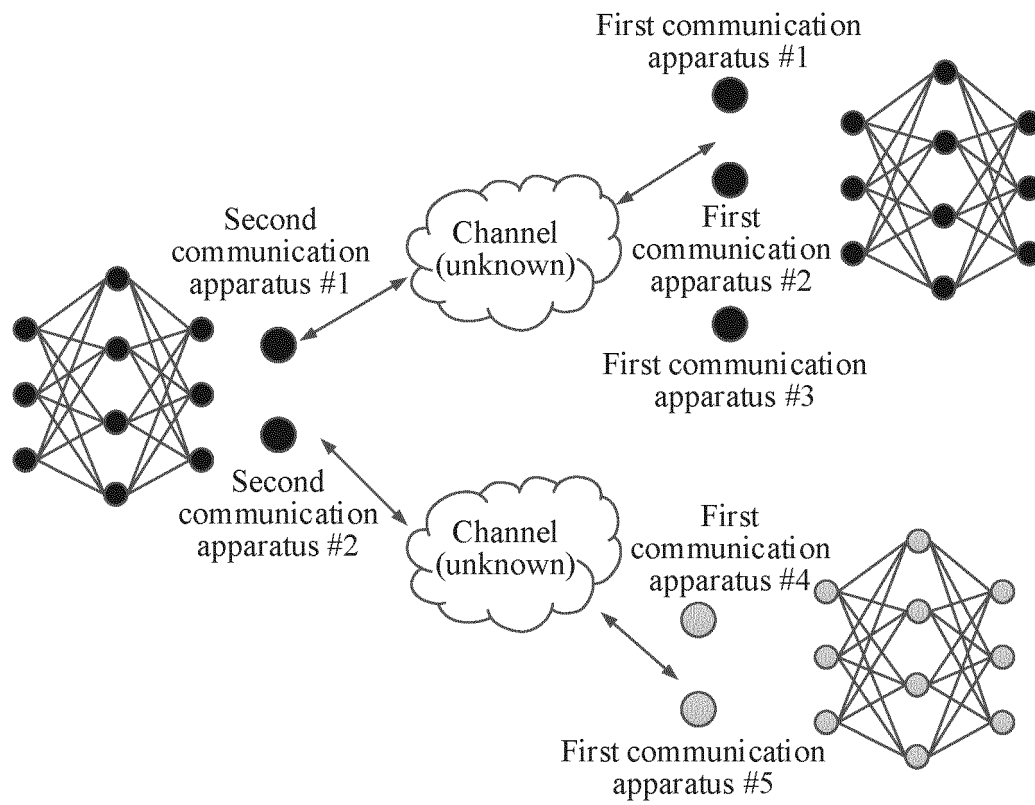 First communication
apparatus #1
Second
communication
apparatus #1
Channel
(unknown)
First
communication
apparatus #2
First communication
apparatus #3
Second
communication
apparatus #2
Channel
(unknown)
First
communication
apparatus #4
First communication
apparatus #5